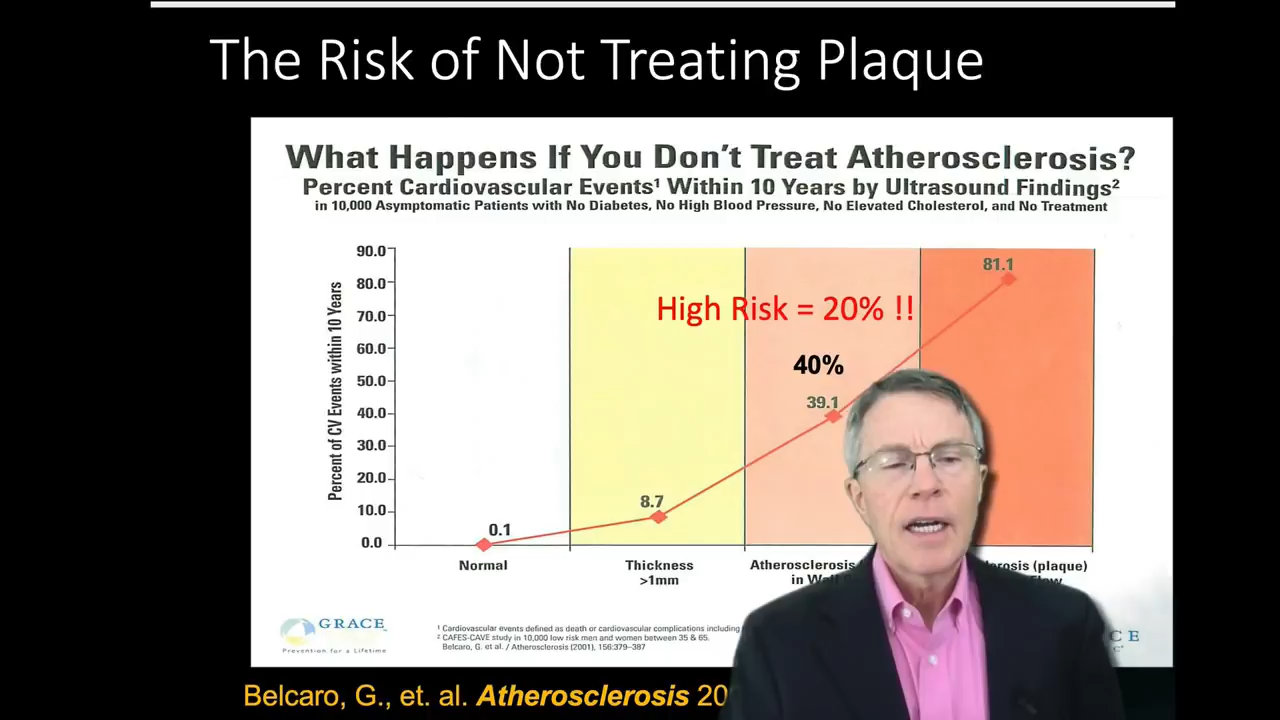 The Risk of Not Treating Plaque
What Happens If You Don't Treat Atherosclerosis?
Percent Cardiovascular Events¹ Within 10 Years by Ultrasound Findings²
in 10,000 Asymptomatic Patients with No Diabetes, No High Blood Pressure, No Elevated Cholesterol, and No Treatment
Percent of CV Events within 10 Years
90.0
80.0
70.0
60.0
50.0
40.0
30.0
20.0
10.0
0.0
81.1
High Risk = 20% !!
40%
39.1
8.7
0.1
Normal
Thickness
>1mm
Atherosclerosis
in
(plaque)
GRACE
Prevention for a Lifetime
¹ Cardiovascular events defined as death or cardiovascular complications including
² CAFES-CAVE study in 10,000 low risk men and women between 35 & 65.
Belcaro, G. et al. / Atherosclerosis (2001), 156:379–387
CE
Belcaro, G., et. al. Atherosclerosis